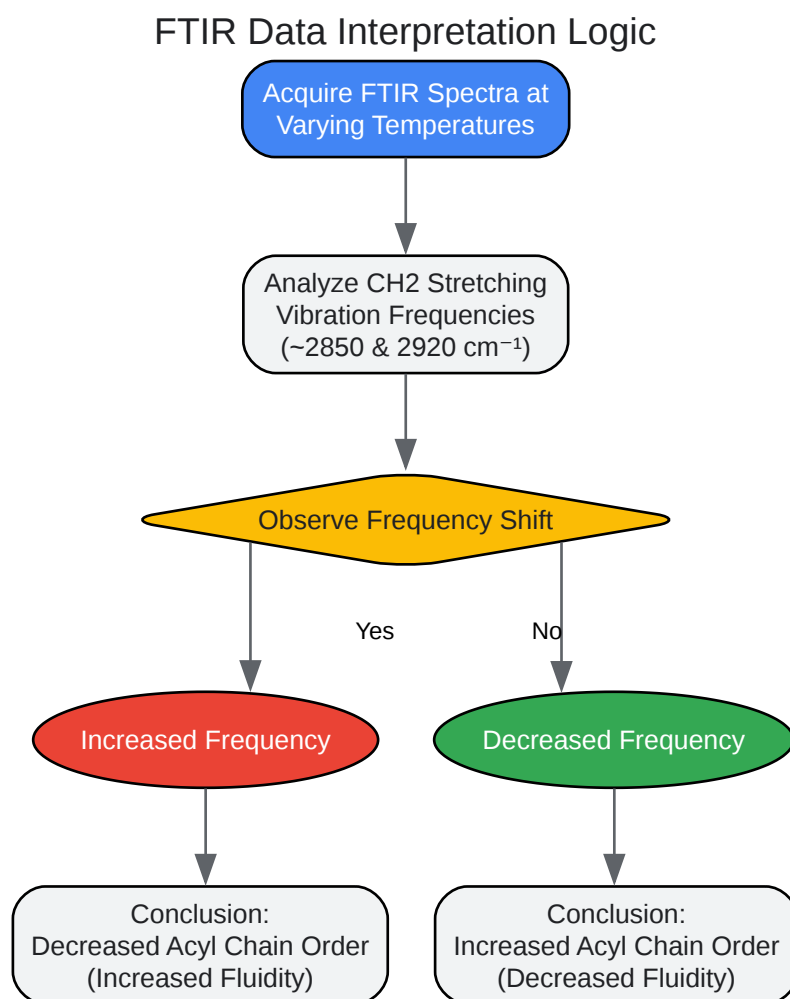 FTIR Data Interpretation Logic
Acquire FTIR Spectra at
Varying Temperatures
Analyze CH2 Stretching
Vibration Frequencies
(~2850 & 2920 cm⁻¹)
Observe Frequency Shift
Yes
No
Increased Frequency
Decreased Frequency
Conclusion:
Decreased Acyl Chain Order
(Increased Fluidity)
Conclusion:
Increased Acyl Chain Order
(Decreased Fluidity)